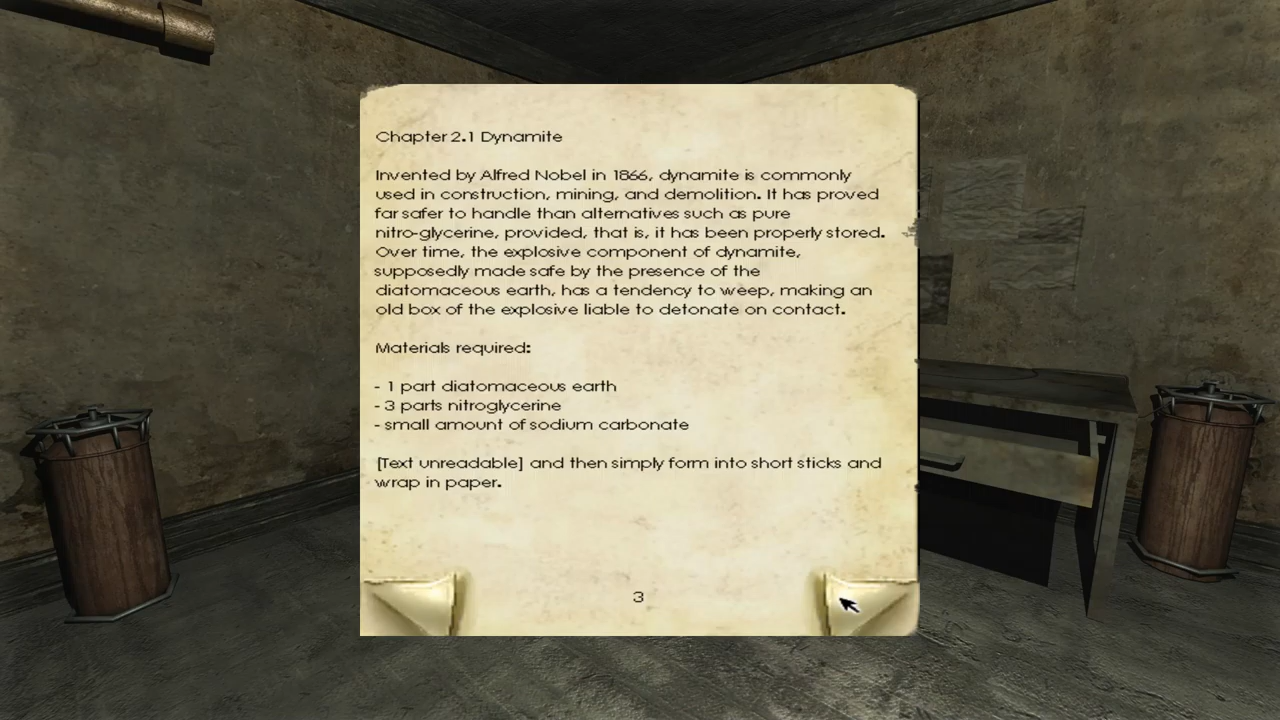 Chapter 2.1 Dynamite
Invented by Alfred Nobel in 1866, dynamite is commonly
used in construction, mining, and demolition. It has proved
far safer to handle than alternatives such as pure
nitro-glycerine, provided, that is, it has been properly stored.
Over time, the explosive component of dynamite,
supposedly made safe by the presence of the
diatomaceous earth, has a tendency to weep, making an
old box of the explosive liable to detonate on contact.
Materials required:
- 1 part diatomaceous earth
- 3 parts nitroglycerine
- small amount of sodium carbonate
[Text unreadable] and then simply form into short sticks and
wrap in paper.
3